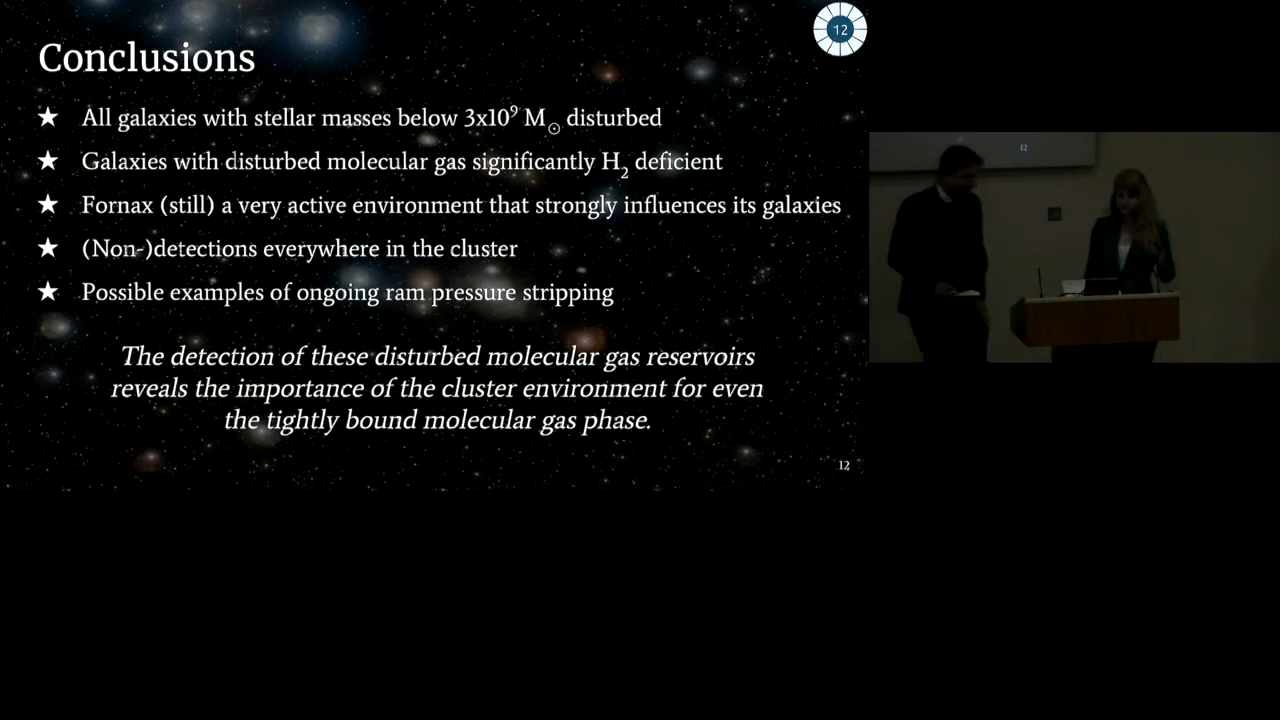 Conclusions
12
★ All galaxies with stellar masses below 3x10⁹ M☉ disturbed
★ Galaxies with disturbed molecular gas significantly H₂ deficient
★ Fornax (still) a very active environment that strongly influences its galaxies
★ (Non-)detections everywhere in the cluster
★ Possible examples of ongoing ram pressure stripping
The detection of these disturbed molecular gas reservoirs
reveals the importance of the cluster environment for even
the tightly bound molecular gas phase.
12
12